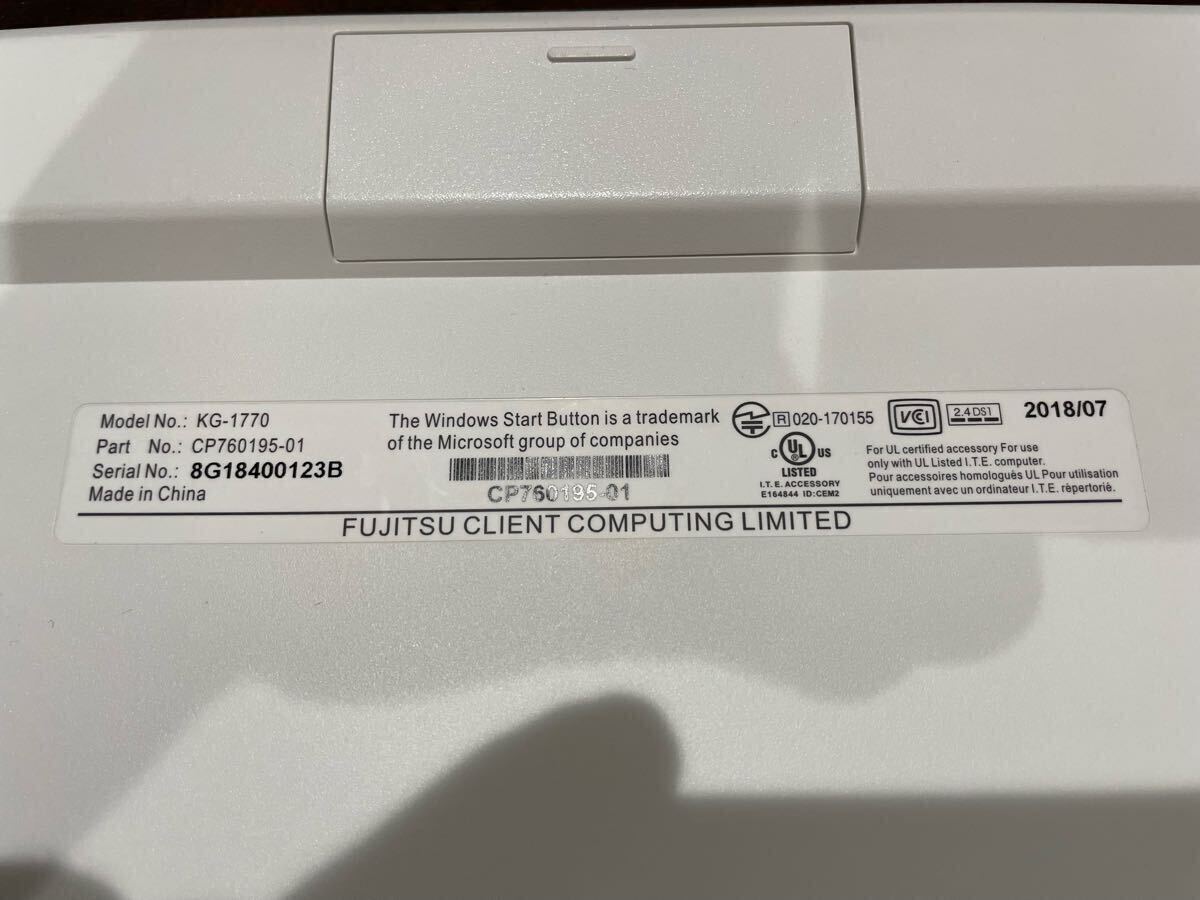 Model No.: KG-1770
Part No.: CP760195-01
Serial No.: 8G18400123B
Made in China
The Windows Start Button is a trademark
of the Microsoft group of companies
CP760195-01
R 020-170155
VCI
2.4DS1
2018/07
C UL US
LISTED
I.T.E. ACCESSORY
E164844 ID:CEM2
For UL certified accessory For use
only with UL Listed I.T.E. computer.
Pour accessoires homologués UL Pour utilisation
uniquement avec un ordinateur I.T.E. répertorié.
FUJITSU CLIENT COMPUTING LIMITED